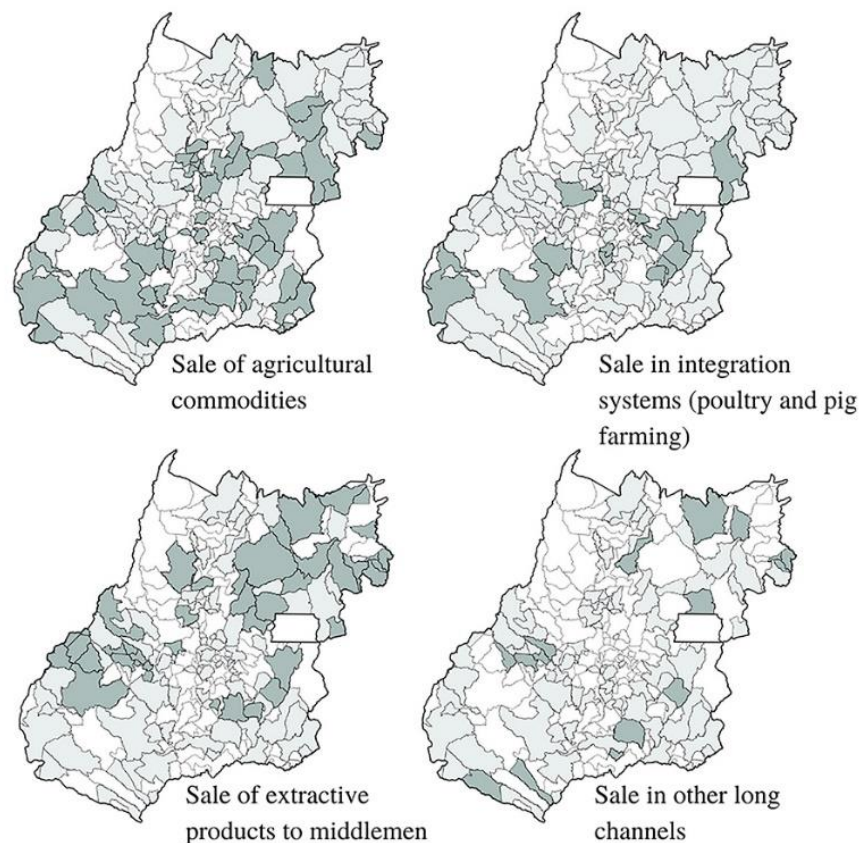 Sale of agricultural
commodities
Sale in integration
systems (poultry and pig
farming)
Sale of extractive
products to middlemen
Sale in other long
channels